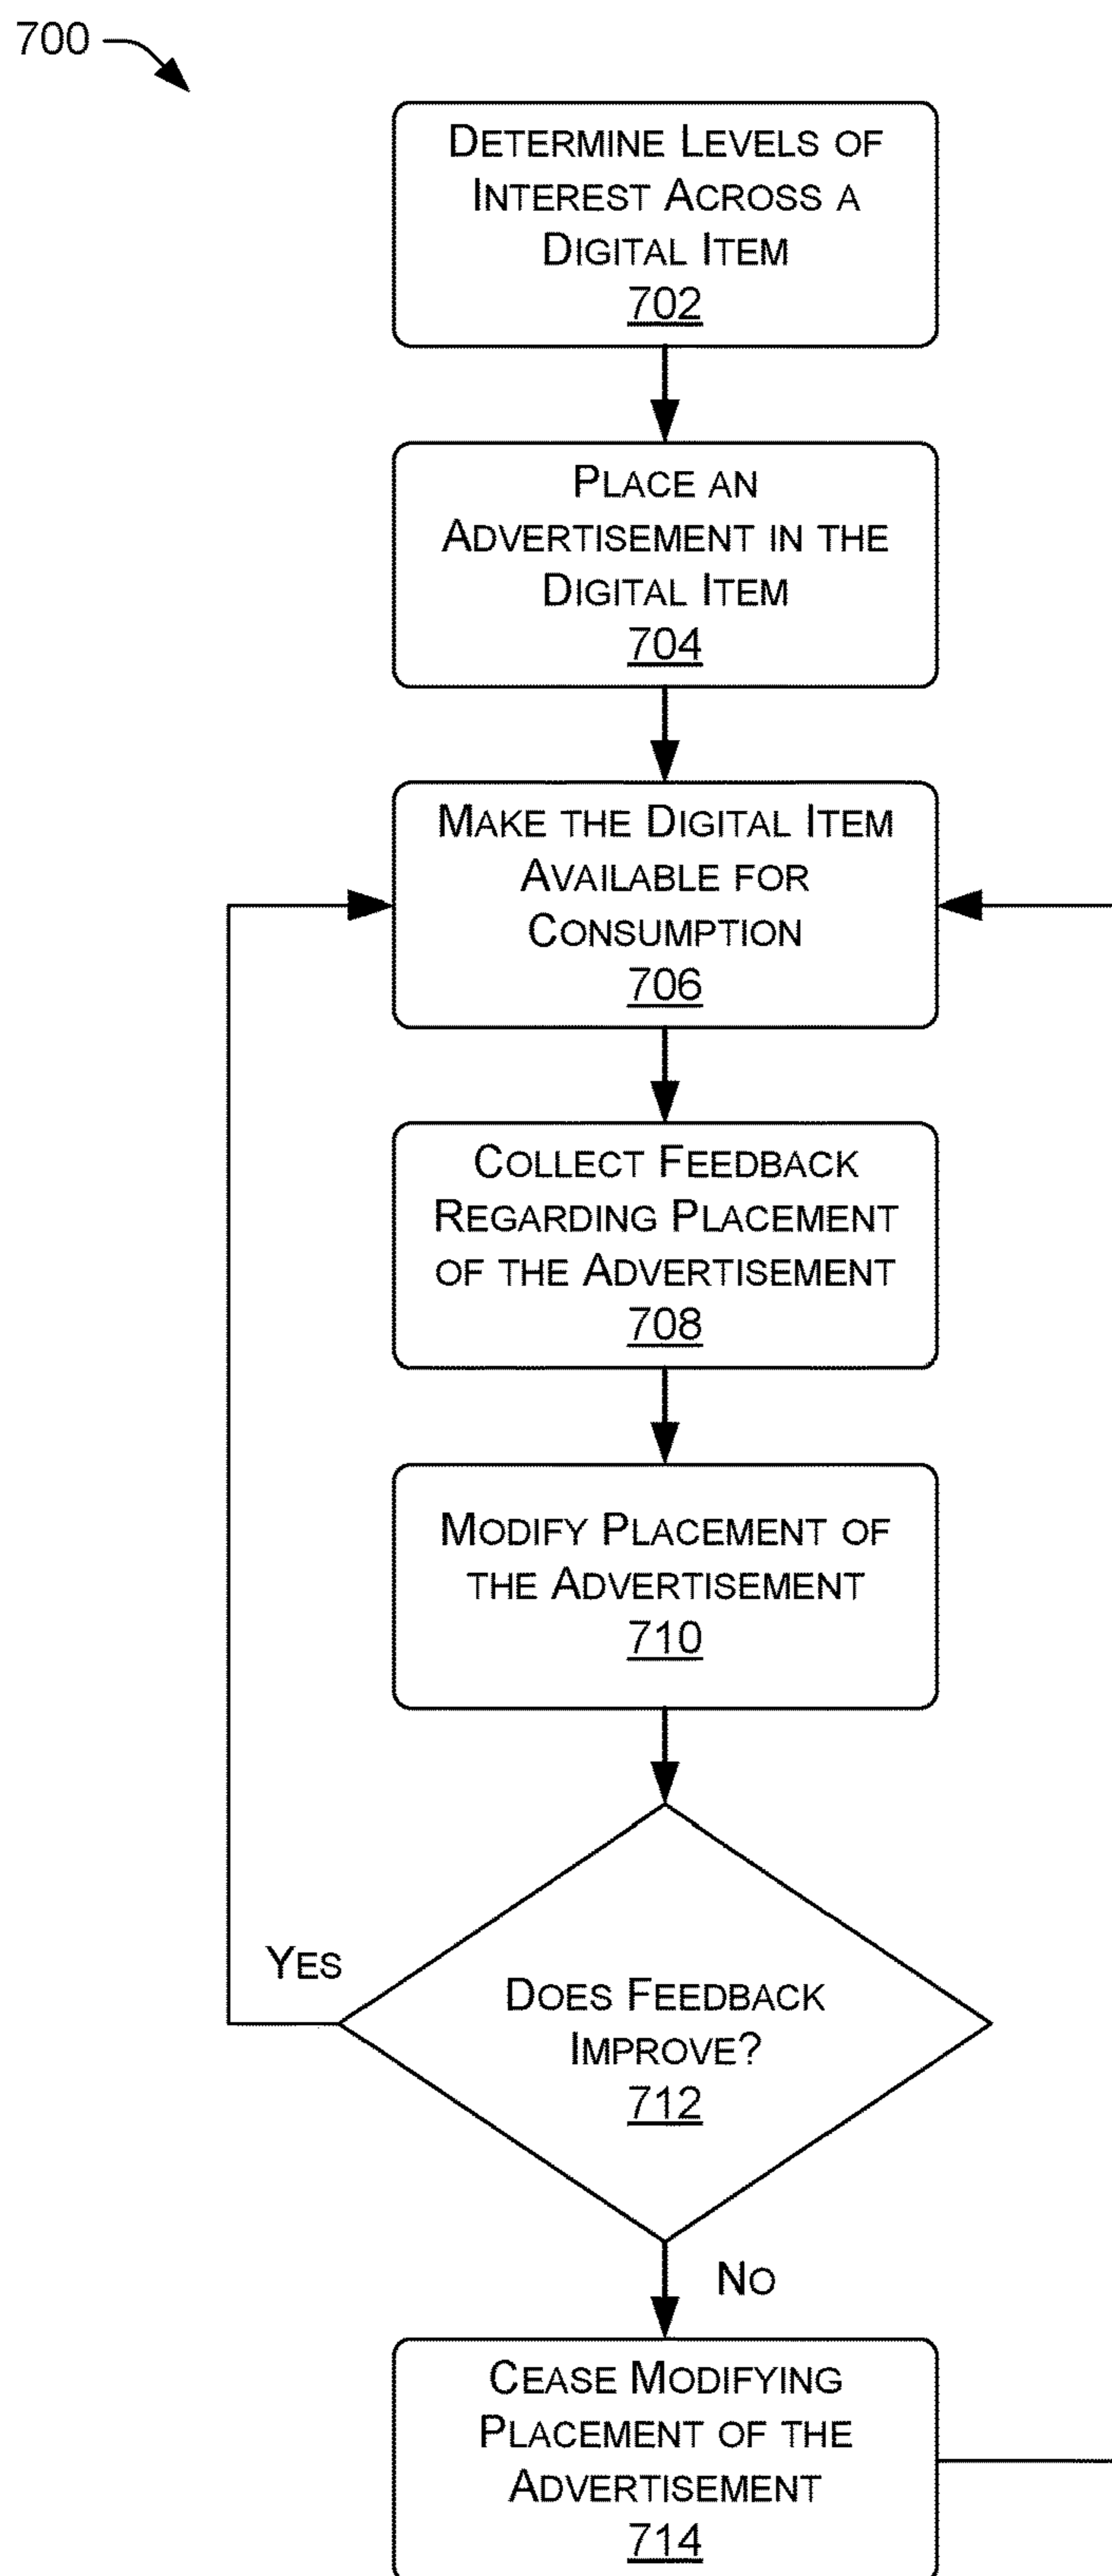 700
DETERMINE LEVELS OF
INTEREST ACROSS A
DIGITAL ITEM
702
PLACE AN
ADVERTISEMENT IN THE
DIGITAL ITEM
704
MAKE THE DIGITAL ITEM
AVAILABLE FOR
CONSUMPTION
706
COLLECT FEEDBACK
REGARDING PLACEMENT
OF THE ADVERTISEMENT
708
MODIFY PLACEMENT OF
THE ADVERTISEMENT
710
YES
DOES FEEDBACK
IMPROVE?
712
NO
CEASE MODIFYING
PLACEMENT OF THE
ADVERTISEMENT
714